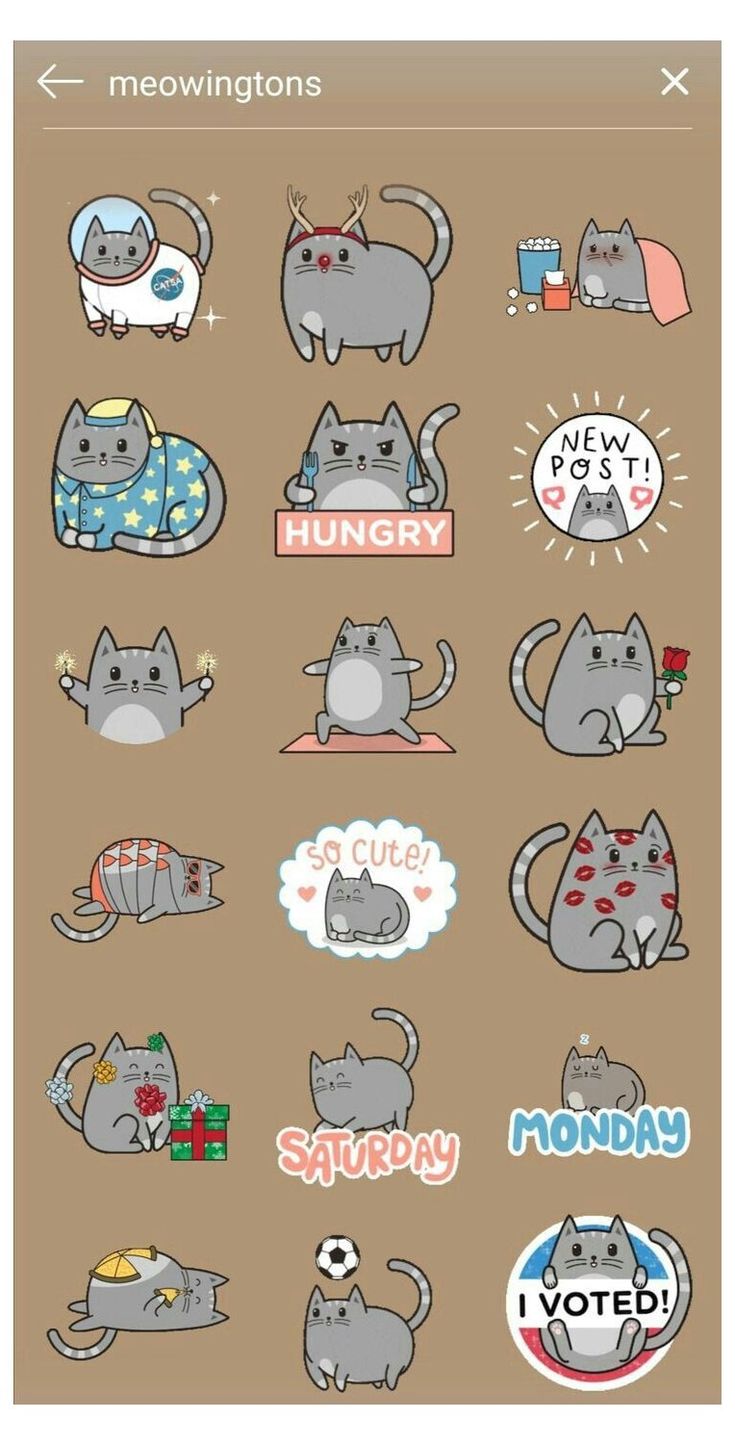 meowingtons
CATSA
HUNGRY
NEW
POST!
SO CUTe!
SATURDAY
z
MONDAY
I VOTED!